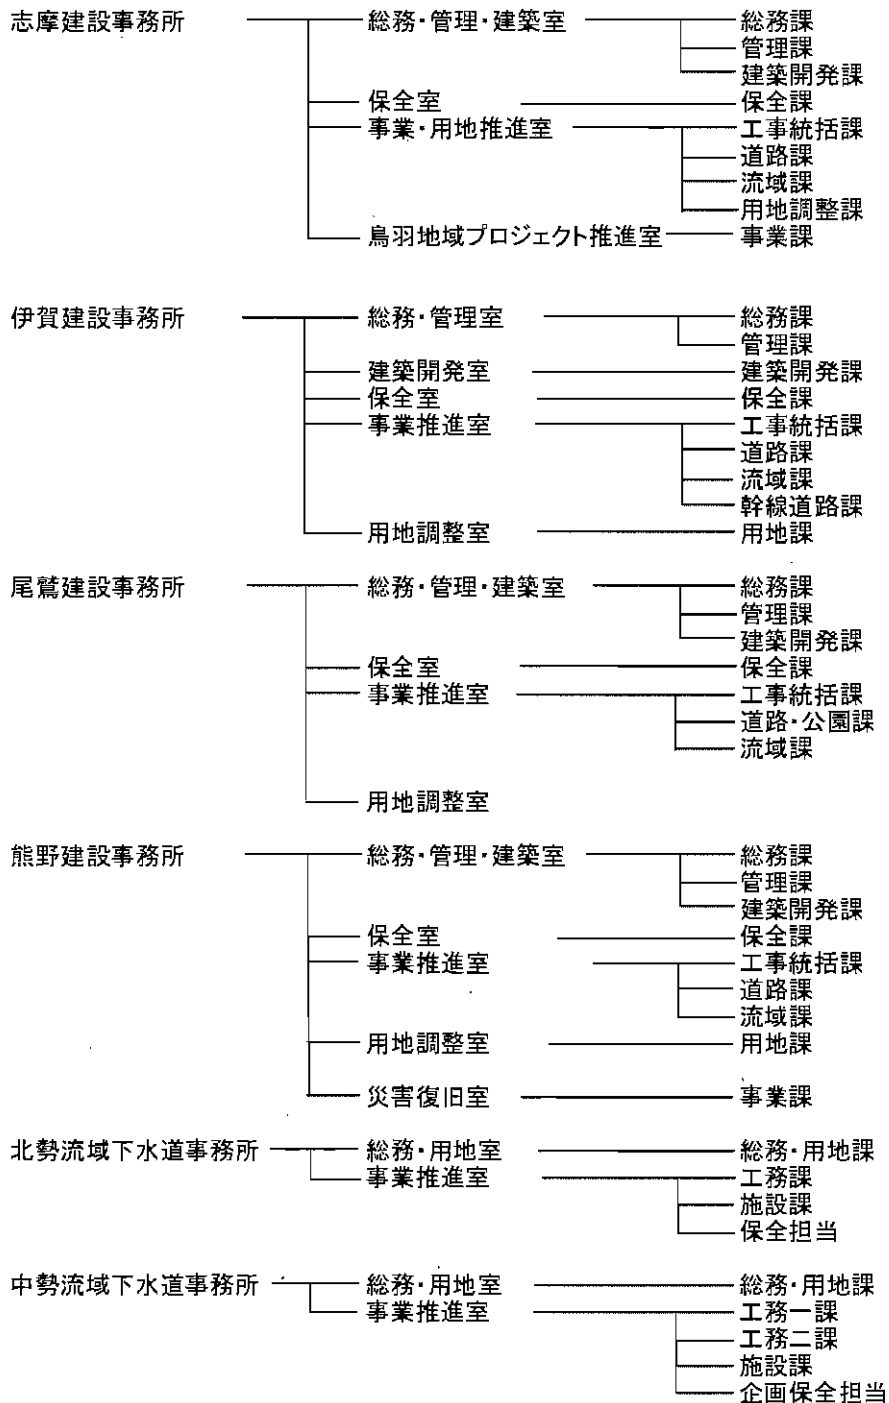 志摩建設事務所 総務・管理・建築室 総務課
管理課
建築開発課
保全室 保全課
事業・用地推進室 工事統括課
道路課
流域課
用地調整課
鳥羽地域プロジェクト推進室 事業課
伊賀建設事務所 総務・管理室 総務課
管理課
建築開発室 建築開発課
保全室 保全課
事業推進室 工事統括課
道路課
流域課
幹線道路課
用地調整室 用地課
尾鷲建設事務所 総務・管理・建築室 総務課
管理課
建築開発課
保全室 保全課
事業推進室 工事統括課
道路・公園課
流域課
用地調整室
熊野建設事務所 総務・管理・建築室 総務課
管理課
建築開発課
保全室 保全課
事業推進室 工事統括課
道路課
流域課
用地調整室 用地課
災害復旧室 事業課
北勢流域下水道事務所 総務・用地室 総務・用地課
事業推進室 工務課
施設課
保全担当
中勢流域下水道事務所 総務・用地室 総務・用地課
事業推進室 工務一課
工務二課
施設課
企画保全担当